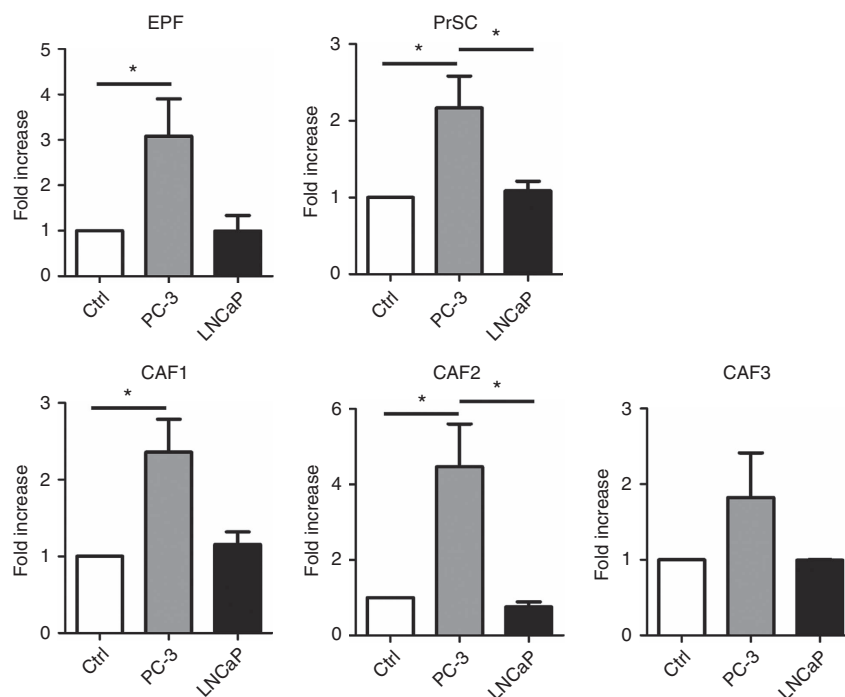 EPF
Fold increase
5
4
3
2
1
0
*
Ctrl
PC-3
LNCaP
PrSC
Fold increase
3
2
1
0
* *
Ctrl
PC-3
LNCaP
CAF1
Fold increase
3
2
1
0
*
Ctrl
PC-3
LNCaP
CAF2
Fold increase
6
4
2
0
* *
Ctrl
PC-3
LNCaP
CAF3
Fold increase
3
2
1
0
Ctrl
PC-3
LNCaP